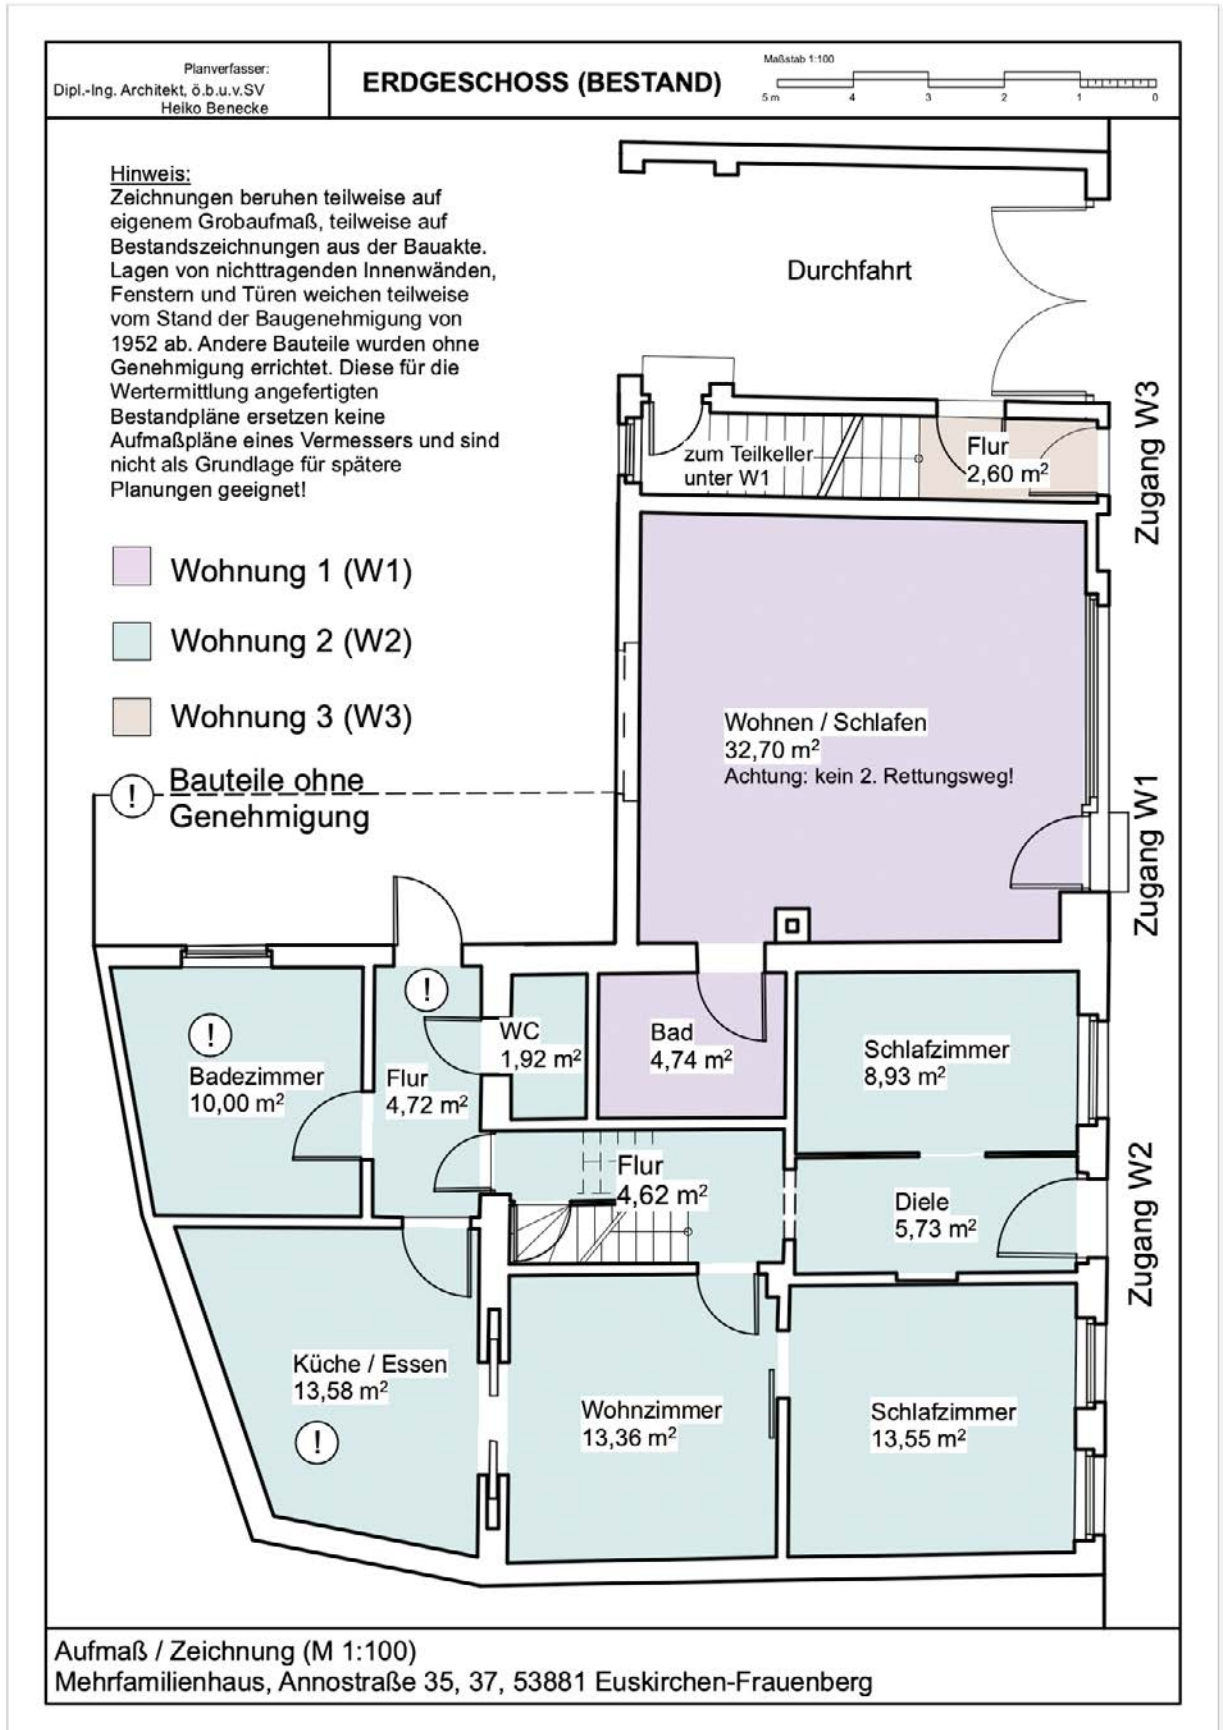 Planverfasser:
Dipl.-Ing. Architekt, ö.b.u.v.SV
Heiko Benecke
ERDGESCHOSS (BESTAND)
Maßstab 1:100
5 m 4 3 2 1 0
Hinweis:
Zeichnungen beruhen teilweise auf
eigenem Grobaufmaß, teilweise auf
Bestandszeichnungen aus der Bauakte.
Lagen von nichttragenden Innenwänden,
Fenstern und Türen weichen teilweise
vom Stand der Baugenehmigung von
1952 ab. Andere Bauteile wurden ohne
Genehmigung errichtet. Diese für die
Wertermittlung angefertigten
Bestandpläne ersetzen keine
Aufmaßpläne eines Vermessers und sind
nicht als Grundlage für spätere
Planungen geeignet!
Durchfahrt
Zugang W3
zum Teilkeller
unter W1
Flur
2,60 m²
Wohnung 1 (W1)
Wohnung 2 (W2)
Wohnung 3 (W3)
! Bauteile ohne
Genehmigung
Wohnen / Schlafen
32,70 m²
Achtung: kein 2. Rettungsweg!
Zugang W1
!
Badezimmer
10,00 m²
!
Flur
4,72 m²
WC
1,92 m²
Bad
4,74 m²
Schlafzimmer
8,93 m²
Flur
4,62 m²
Diele
5,73 m²
Zugang W2
Küche / Essen
13,58 m²
!
Wohnzimmer
13,36 m²
Schlafzimmer
13,55 m²
Aufmaß / Zeichnung (M 1:100)
Mehrfamilienhaus, Annostraße 35, 37, 53881 Euskirchen-Frauenberg